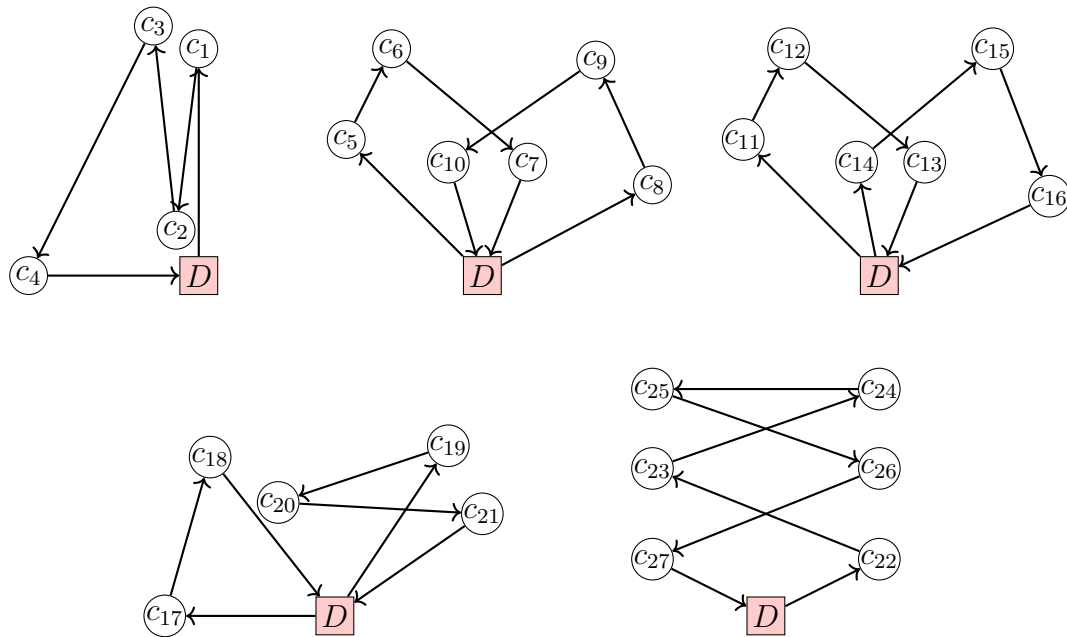 c₃
c₁
c₂
c₄
D
c₆
c₉
c₅
c₁₀
c₇
c₈
D
c₁₂
c₁₅
c₁₁
c₁₄
c₁₃
c₁₆
D
c₁₈
c₁₉
c₂₀
c₂₁
c₁₇
D
c₂₅
c₂₄
c₂₃
c₂₆
c₂₇
c₂₂
D